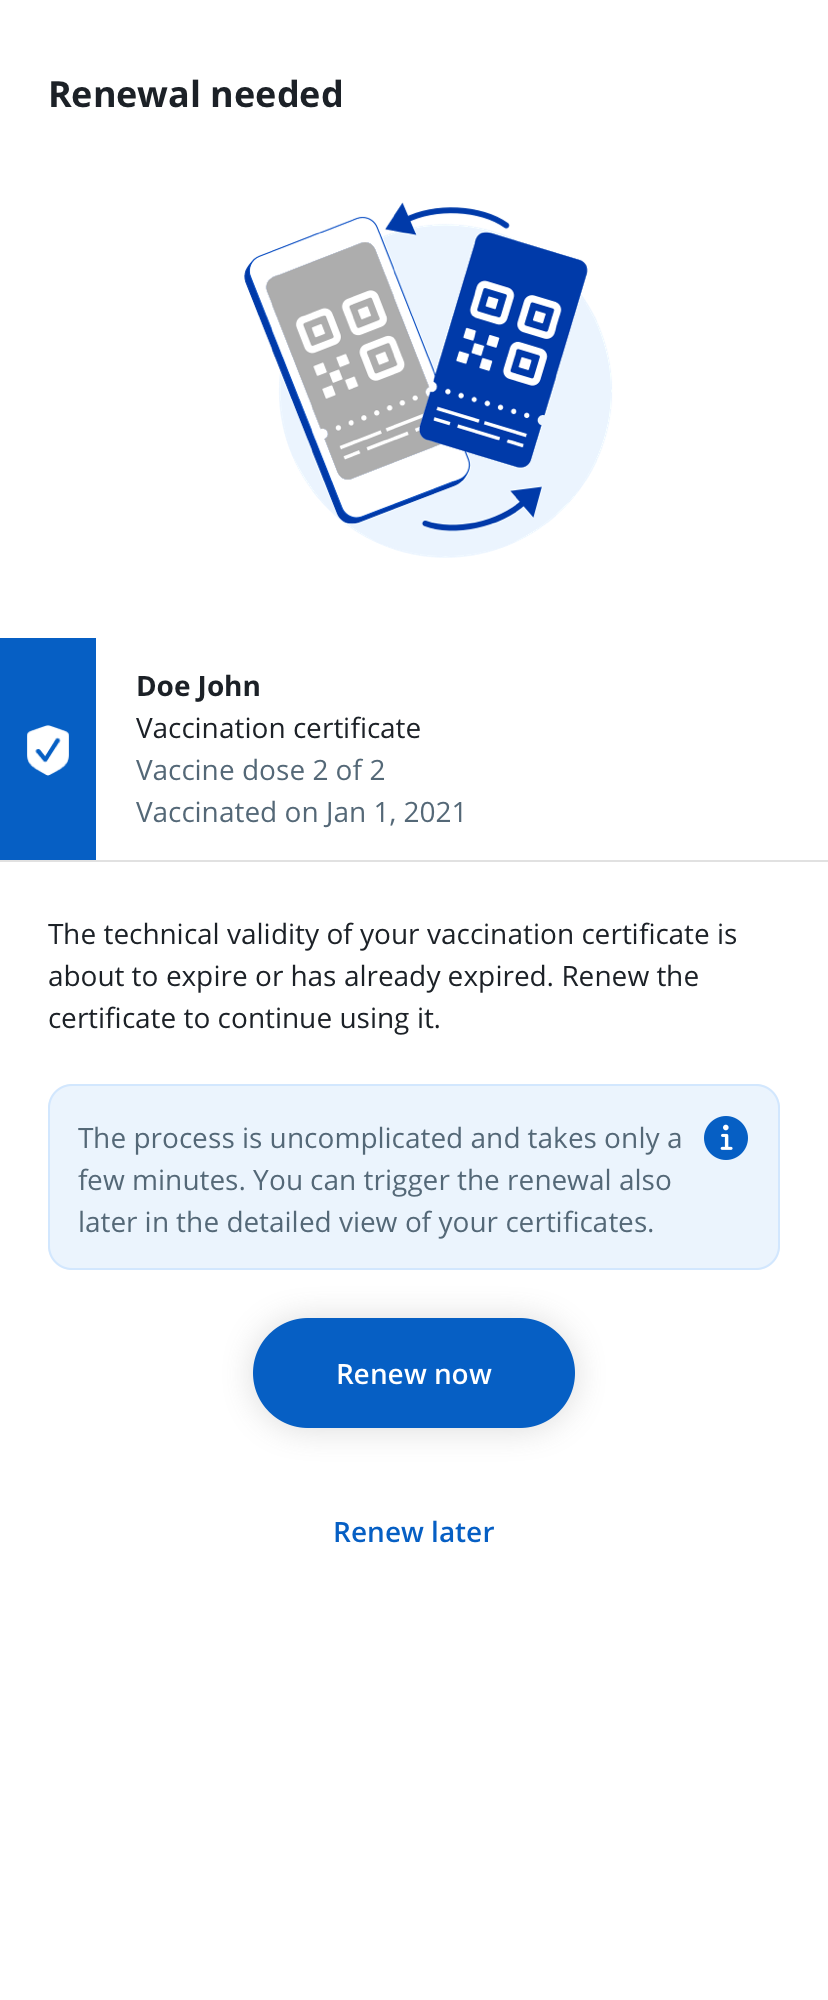 Renewal needed
Doe John
Vaccination certificate
Vaccine dose 2 of 2
Vaccinated on Jan 1, 2021
The technical validity of your vaccination certificate is
about to expire or has already expired. Renew the
certificate to continue using it.
The process is uncomplicated and takes only a
few minutes. You can trigger the renewal also
later in the detailed view of your certificates.
Renew now
Renew later